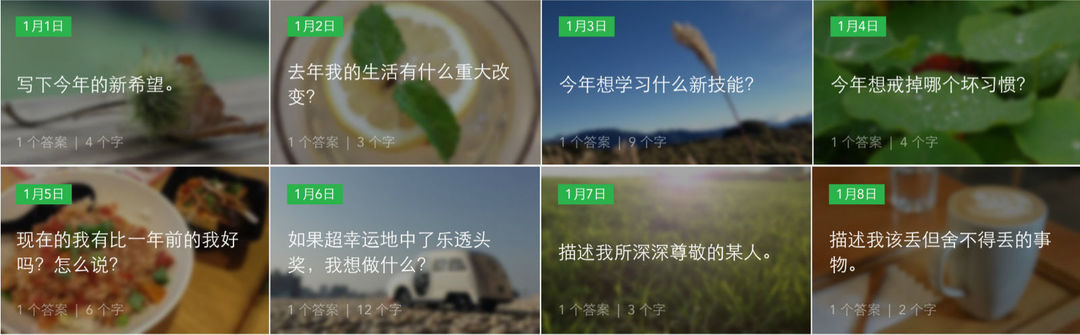 1月1日
写下今年的新希望。
1 个答案 | 4 个字
1月2日
去年我的生活有什么重大改
变?
1 个答案 | 3 个字
1月3日
今年想学习什么新技能?
1 个答案 | 9 个字
1月4日
今年想戒掉哪个坏习惯?
1 个答案 | 4 个字
1月5日
现在的我有比一年前的我好
吗? 怎么说?
1 个答案 | 6 个字
1月6日
如果超幸运地中了乐透头
奖，我想做什么?
1 个答案 | 12 个字
1月7日
描述我所深深尊敬的某人。
1 个答案 | 3 个字
1月8日
描述我该丢但舍不得丢的事
物。
1 个答案 | 2 个字